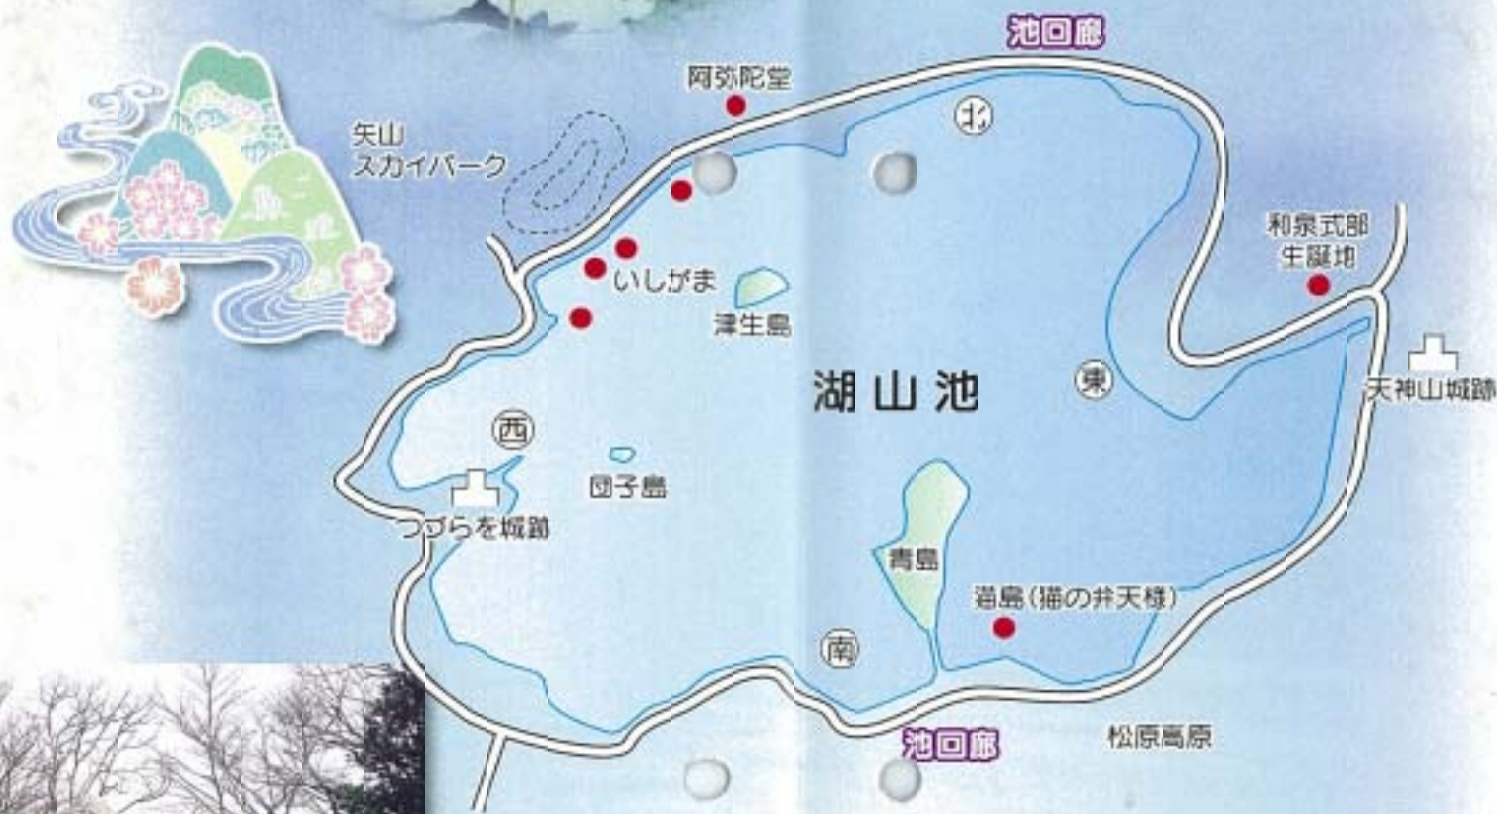 池回廊
阿弥陀堂
北
矢山
スカイパーク
和泉式部
生誕地
いしがま
津生島
湖山池
東
天神山城跡
西
団子島
つづらを城跡
青島
猫島（猫の弁天様）
南
池回廊
松原高原